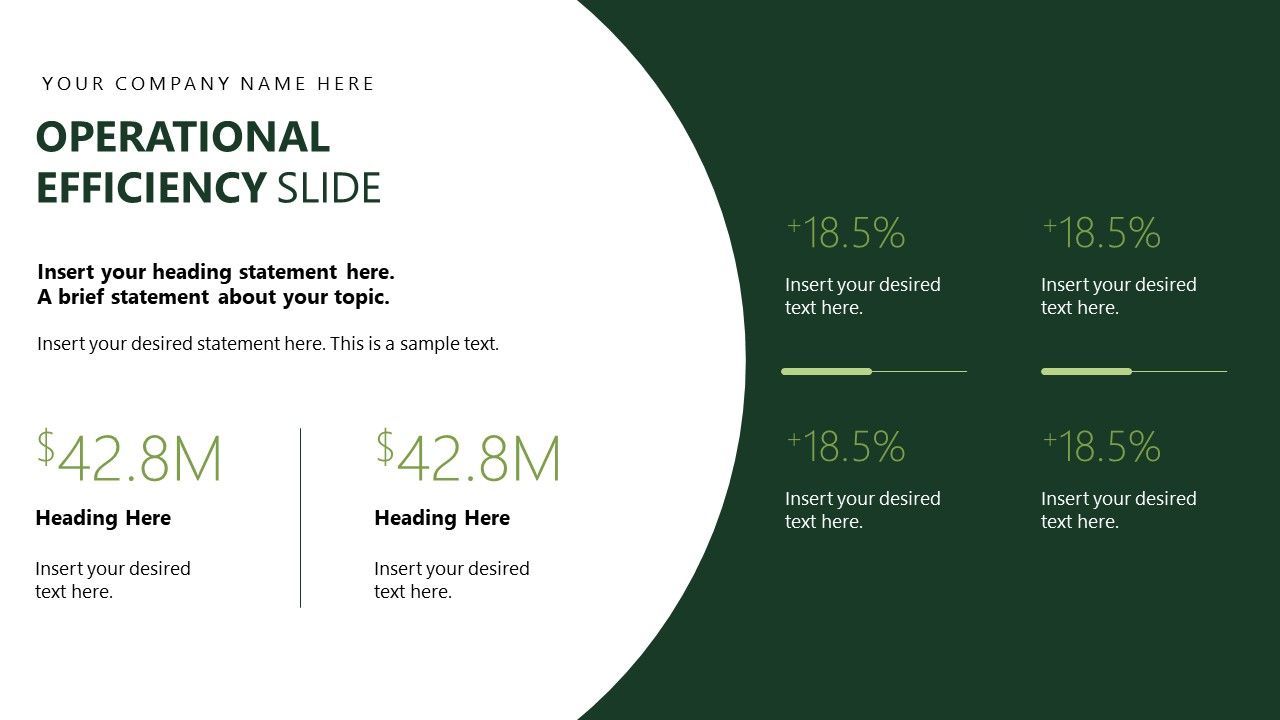 YOUR COMPANY NAME HERE
OPERATIONAL
EFFICIENCY SLIDE
Insert your heading statement here.
A brief statement about your topic.
Insert your desired statement here. This is a sample text.
$42.8M
Heading Here
Insert your desired
text here.
$42.8M
Heading Here
Insert your desired
text here.
+18.5%
Insert your desired
text here.
+18.5%
Insert your desired
text here.
+18.5%
Insert your desired
text here.
+18.5%
Insert your desired
text here.